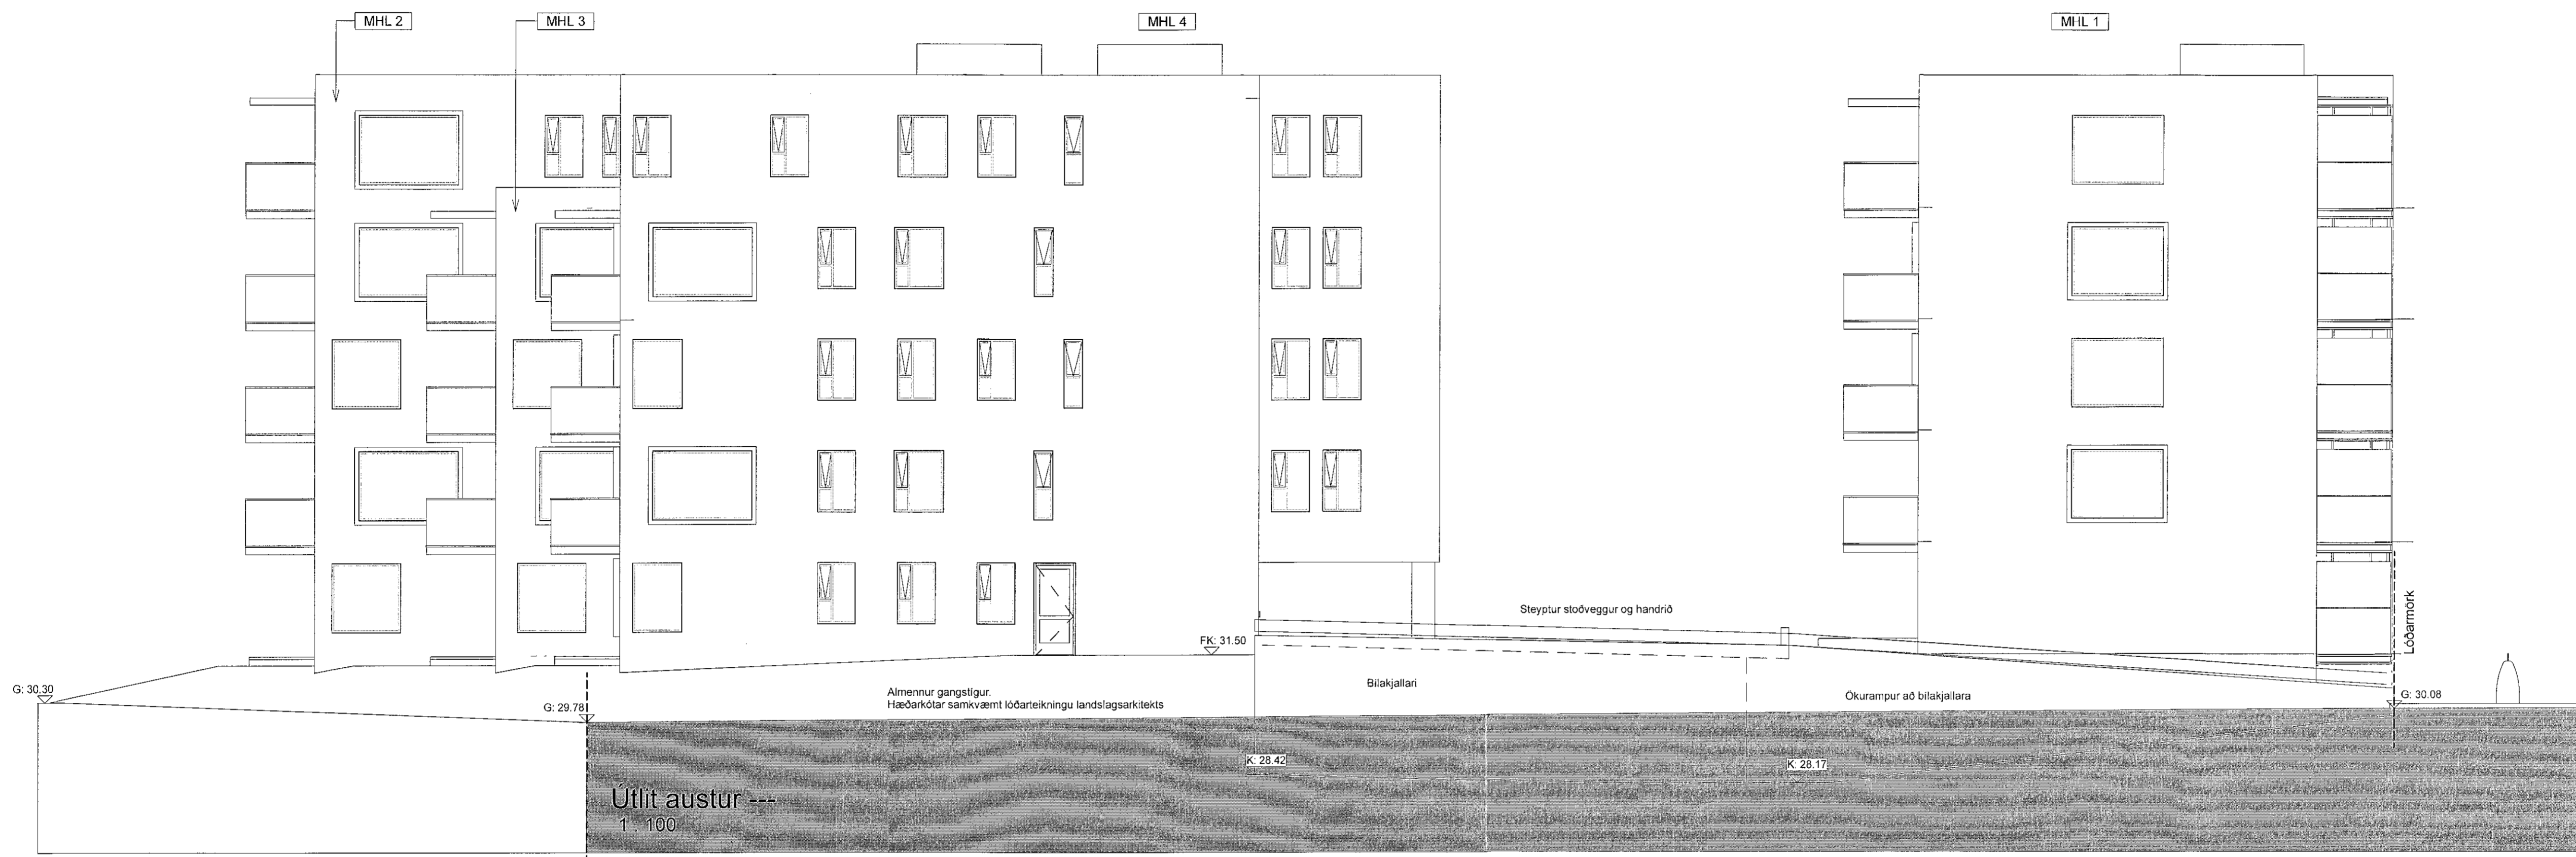 MHL 2
MHL 3
MHL 4
MHL 1
Steyptur stoðveggur og handrið
Lóðarmörk
FK: 31.50
G: 30.30
G: 29.78
Almennur gangstígur.
Hæðarkótar samkvæmt lóðarteikningu landslagsarkitekts
Bílakjallari
Ökurampur að bílakjallara
G: 30.08
K: 28.42
K: 28.17
Útlit austur ---
1 : 100